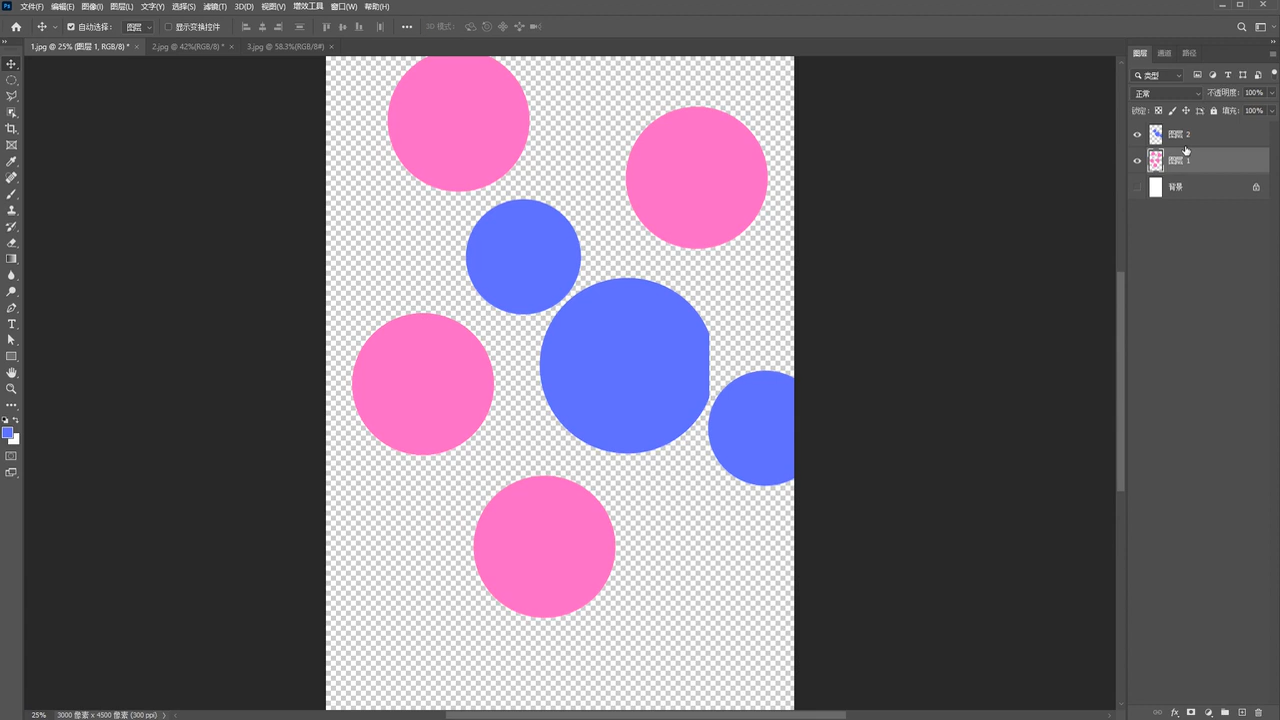 Ps 文件(F) 编辑(E) 图像(I) 图层(L) 文字(Y) 选择(S) 滤镜(T) 3D(D) 视图(V) 增效工具 窗口(W) 帮助(H)
自动选择: 图层 显示变换控件 3D 模式:
1.jpg @ 25% (图层 1, RGB/8) * × 2.jpg @ 42%(RGB/8) * × 3.jpg @ 58.3%(RGB/8#) ×
图层 通道 路径
类型
正常 不透明度: 100%
锁定: 填充: 100%
图层 2
图层 1
背景
25% 3000 像素 x 4500 像素 (300 ppi)